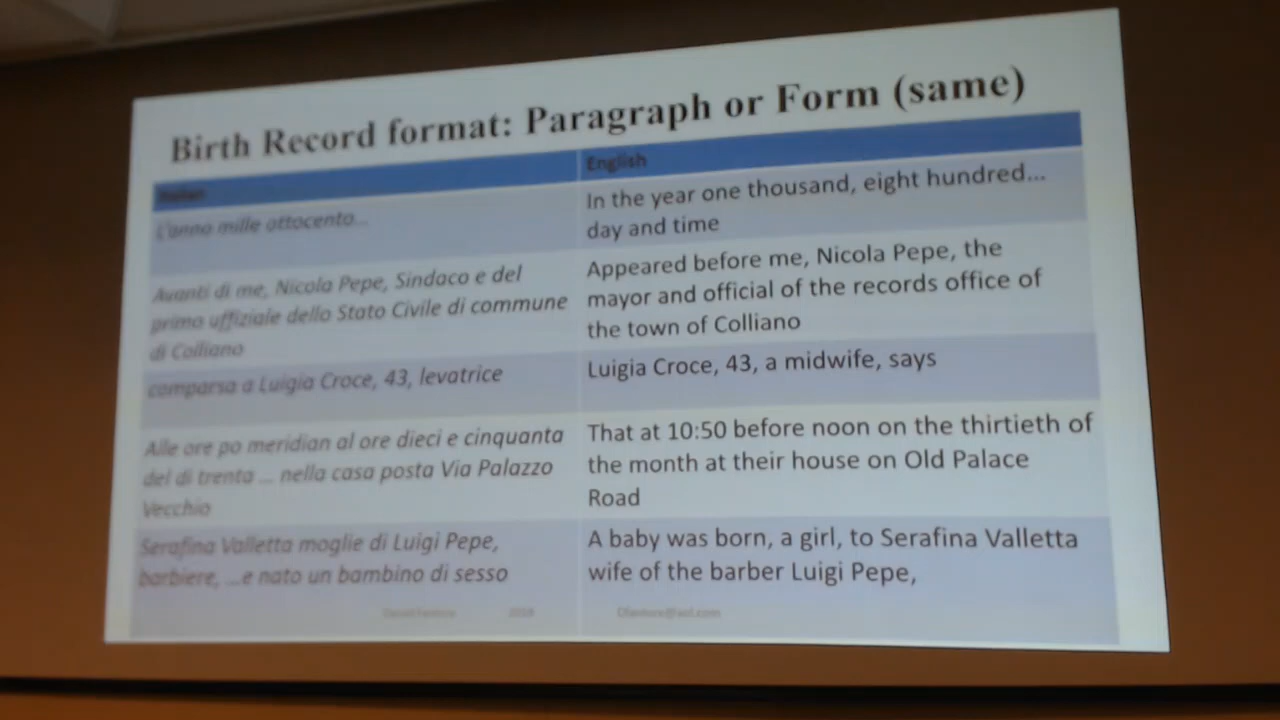 Birth Record format: Paragraph or Form (same)
Italian
English
L'anno mille ottocento...
In the year one thousand, eight hundred...
day and time
Avanti di me, Nicola Pepe, Sindaco e del
primo uffiziale dello Stato Civile di commune
di Colliano
Appeared before me, Nicola Pepe, the
mayor and official of the records office of
the town of Colliano
comparsa a Luigia Croce, 43, levatrice
Luigia Croce, 43, a midwife, says
Alle ore po meridian al ore dieci e cinquanta
del di trenta ... nella casa posta Via Palazzo
Vecchio
That at 10:50 before noon on the thirtieth of
the month at their house on Old Palace
Road
Serafina Valletta moglie di Luigi Pepe,
barbiere, ...e nato un bambino di sesso
A baby was born, a girl, to Serafina Valletta
wife of the barber Luigi Pepe,